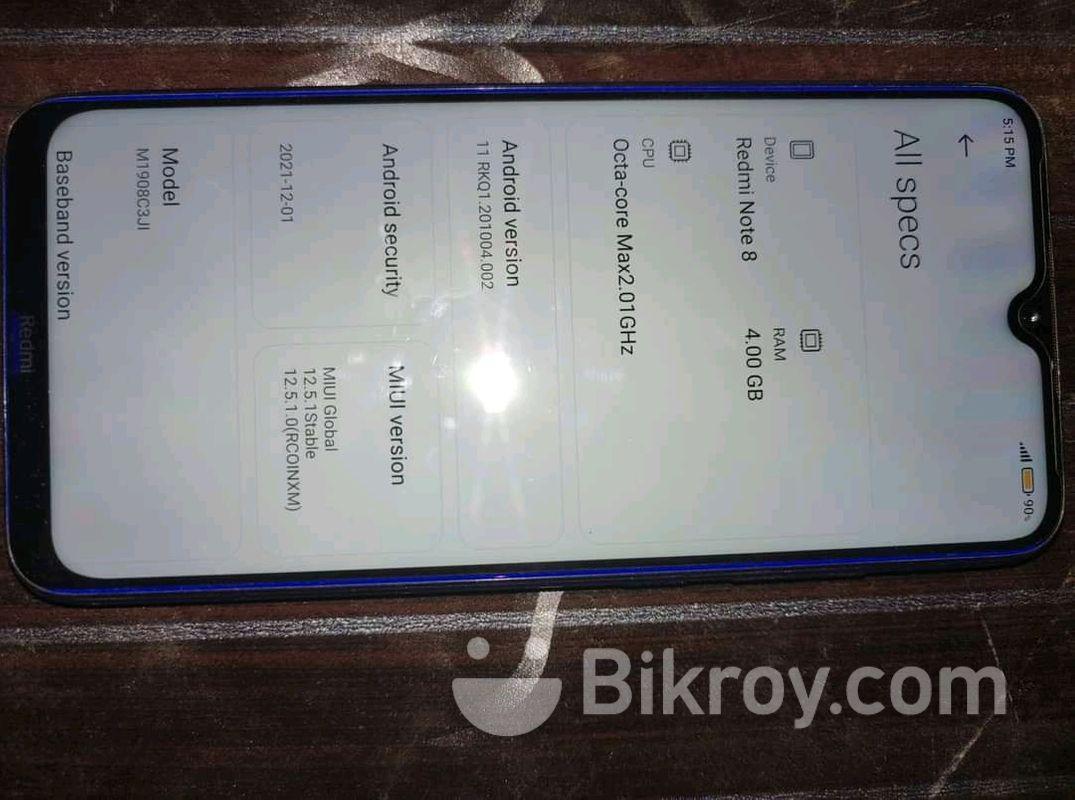 5:15 PM
90%
All specs
Device
Redmi Note 8
RAM
4.00 GB
CPU
Octa-core Max2.01GHz
Android version
11 RKQ1.201004.002
Android security
2021-12-01
MIUI version
MIUI Global
12.5.1Stable
12.5.1.0(RCOINXM)
Model
M1908C3JI
Baseband version
Redmi
Bikroy.com